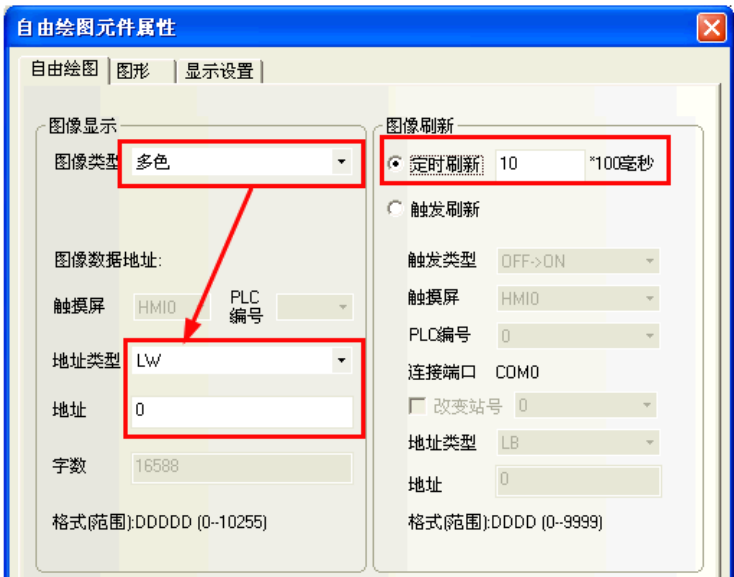 自由绘图元件属性
自由绘图 图形 显示设置
图像显示
图像类型 多色
图像数据地址:
触摸屏 HMI0 PLC编号
地址类型 LW
地址 0
字数 16588
格式(范围):DDDDD (0--10255)
图像刷新
定时刷新 10 *100毫秒
触发刷新
触发类型 OFF->ON
触摸屏 HMI0
PLC编号 0
连接端口 COM0
改变站号 0
地址类型 LB
地址 0
格式(范围):DDDD (0--9999)